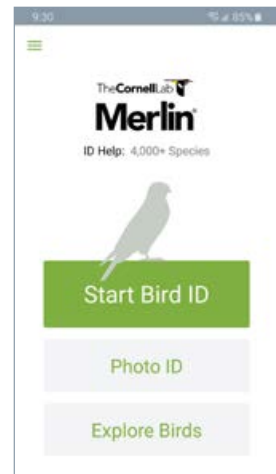 9:30 85%
TheCornellLab
Merlin
ID Help: 4,000+ Species
Start Bird ID
Photo ID
Explore Birds